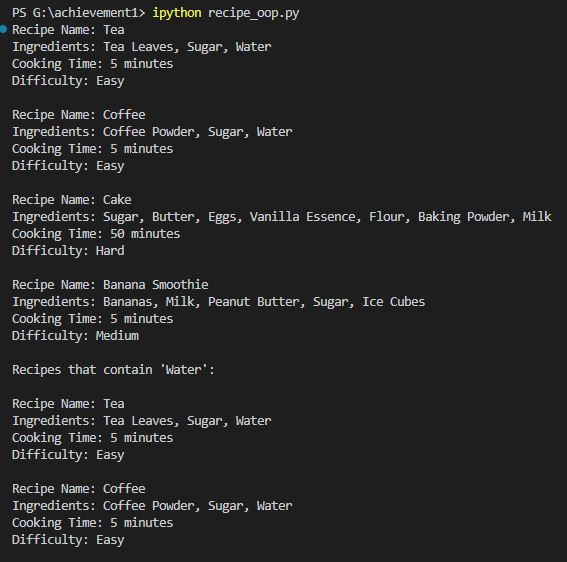 PS G:\achievement1> ipython recipe_oop.py
Recipe Name: Tea
Ingredients: Tea Leaves, Sugar, Water
Cooking Time: 5 minutes
Difficulty: Easy
Recipe Name: Coffee
Ingredients: Coffee Powder, Sugar, Water
Cooking Time: 5 minutes
Difficulty: Easy
Recipe Name: Cake
Ingredients: Sugar, Butter, Eggs, Vanilla Essence, Flour, Baking Powder, Milk
Cooking Time: 50 minutes
Difficulty: Hard
Recipe Name: Banana Smoothie
Ingredients: Bananas, Milk, Peanut Butter, Sugar, Ice Cubes
Cooking Time: 5 minutes
Difficulty: Medium
Recipes that contain 'Water':
Recipe Name: Tea
Ingredients: Tea Leaves, Sugar, Water
Cooking Time: 5 minutes
Difficulty: Easy
Recipe Name: Coffee
Ingredients: Coffee Powder, Sugar, Water
Cooking Time: 5 minutes
Difficulty: Easy